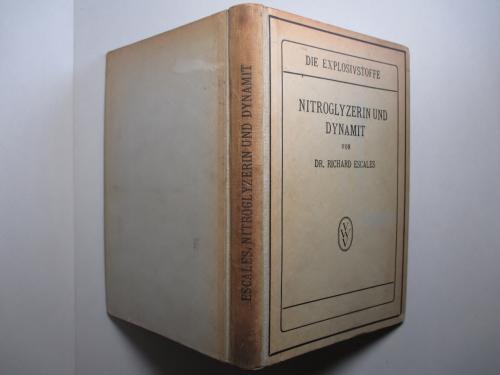 ESCALES, NITROGLYZERIN UND DYNAMIT
DIE EXPLOSIVSTOFFE
NITROGLYZERIN UND
DYNAMIT
VON
DR. RICHARD ESCALES